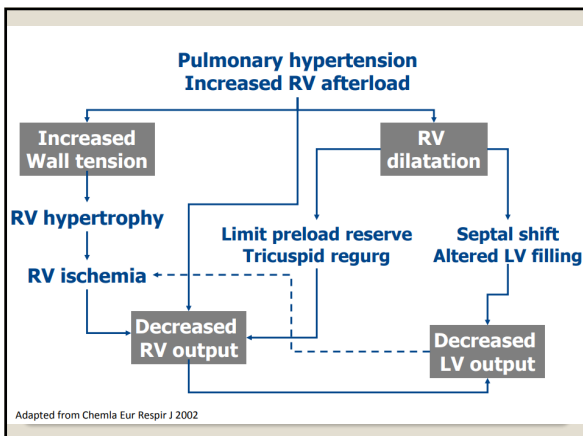 Pulmonary hypertension
Increased RV afterload
Increased
Wall tension
RV
dilatation
RV hypertrophy
Limit preload reserve
Tricuspid regurg
Septal shift
Altered LV filling
RV ischemia
Decreased
RV output
Decreased
LV output
Adapted from Chemla Eur Respir J 2002